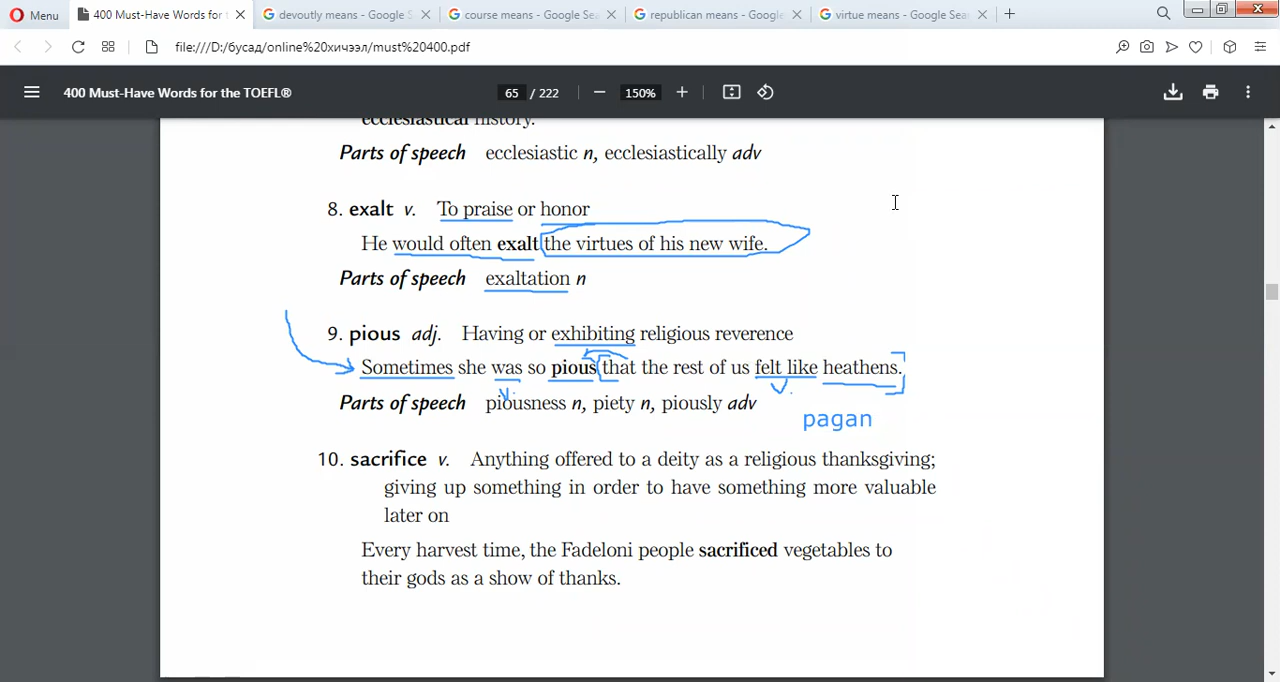 Menu
400 Must-Have Words for t
devoutly means - Google S
course means - Google Sea
republican means - Google
virtue means - Google Sear
file:///D:/бусад/online%20хичээл/must%20400.pdf
400 Must-Have Words for the TOEFL®
65 / 222
150%
ecclesiastical history.
Parts of speech ecclesiastic n, ecclesiastically adv
8. exalt v. To praise or honor
He would often exalt the virtues of his new wife.
Parts of speech exaltation n
9. pious adj. Having or exhibiting religious reverence
Sometimes she was so pious that the rest of us felt like heathens.
v. v.
Parts of speech piousness n, piety n, piously adv
pagan
10. sacrifice v. Anything offered to a deity as a religious thanksgiving;
giving up something in order to have something more valuable
later on
Every harvest time, the Fadeloni people sacrificed vegetables to
their gods as a show of thanks.